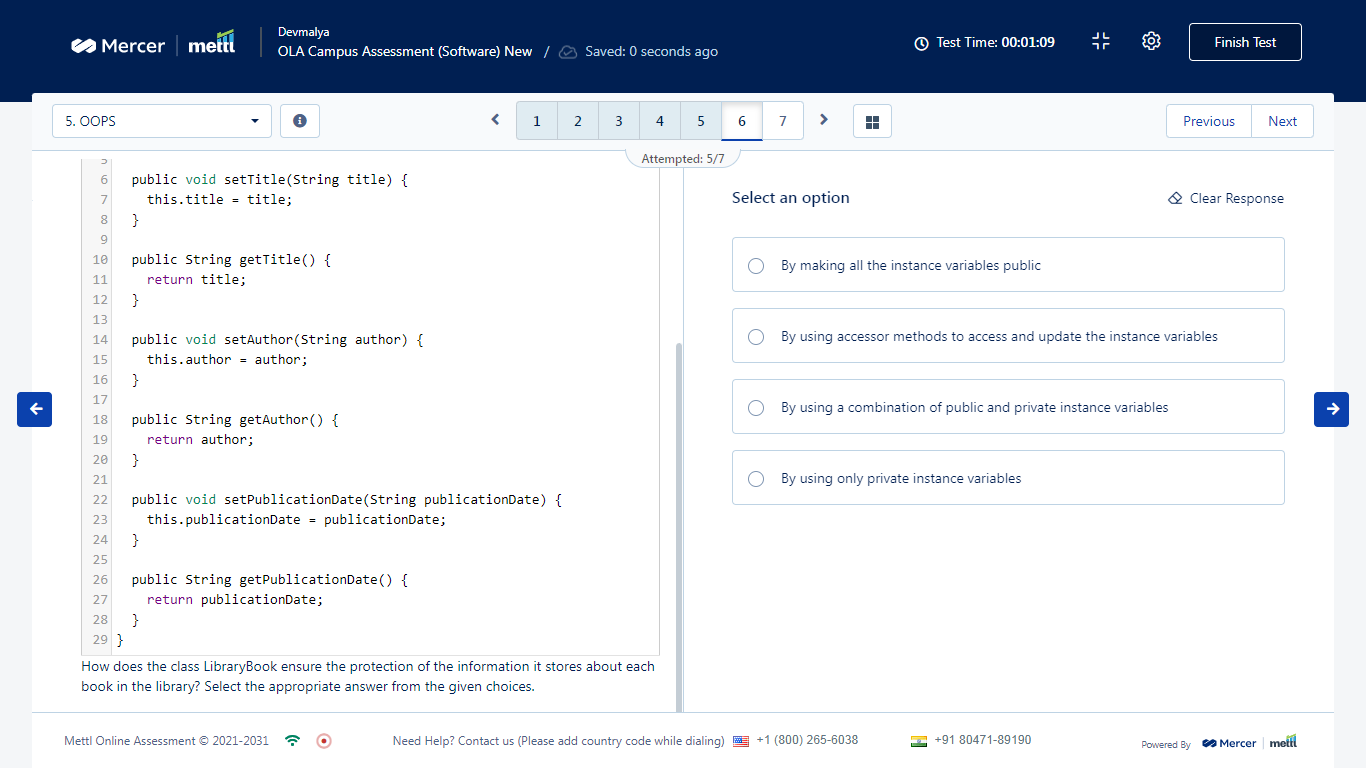 Mercer mettl
Devmalya
OLA Campus Assessment (Software) New / Saved: 0 seconds ago
Test Time: 00:01:09
Finish Test
5. OOPS
1 2 3 4 5 6 7
Previous Next
Attempted: 5/7
5
6 public void setTitle(String title) {
7 this.title = title;
8 }
9
10 public String getTitle() {
11 return title;
12 }
13
14 public void setAuthor(String author) {
15 this.author = author;
16 }
17
18 public String getAuthor() {
19 return author;
20 }
21
22 public void setPublicationDate(String publicationDate) {
23 this.publicationDate = publicationDate;
24 }
25
26 public String getPublicationDate() {
27 return publicationDate;
28 }
29 }
How does the class LibraryBook ensure the protection of the information it stores about each
book in the library? Select the appropriate answer from the given choices.
Select an option
Clear Response
By making all the instance variables public
By using accessor methods to access and update the instance variables
By using a combination of public and private instance variables
By using only private instance variables
Mettl Online Assessment © 2021-2031
Need Help? Contact us (Please add country code while dialing) +1 (800) 265-6038
+91 80471-89190
Powered By Mercer mettl